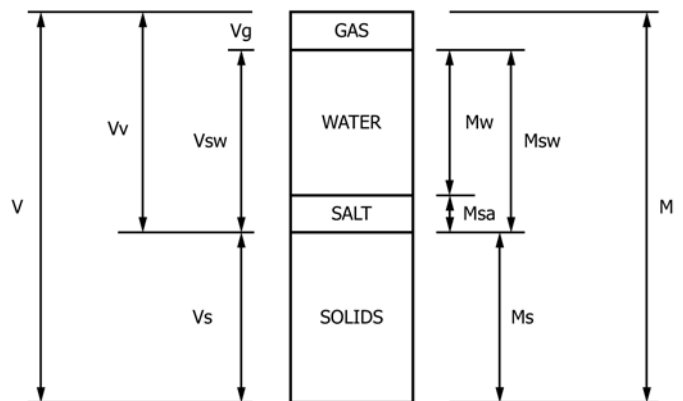 Vg
GAS
Vv
Vsw
WATER
Mw
Msw
V
SALT
Msa
M
Vs
SOLIDS
Ms